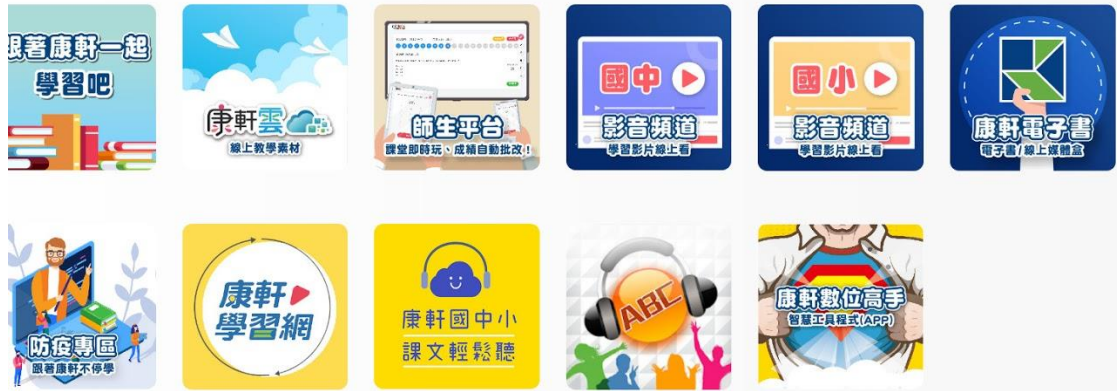 跟著康軒一起
學習吧
康軒雲
線上教學素材
師生平台
課堂即時玩、成績自動批改！
國中
影音頻道
學習影片線上看
國小
影音頻道
學習影片線上看
康軒電子書
電子書/線上媒體盒
防疫專區
跟著康軒不停學
康軒
學習網
康軒國中小
課文輕鬆聽
ABC
康軒數位高手
智慧工具程式(APP)